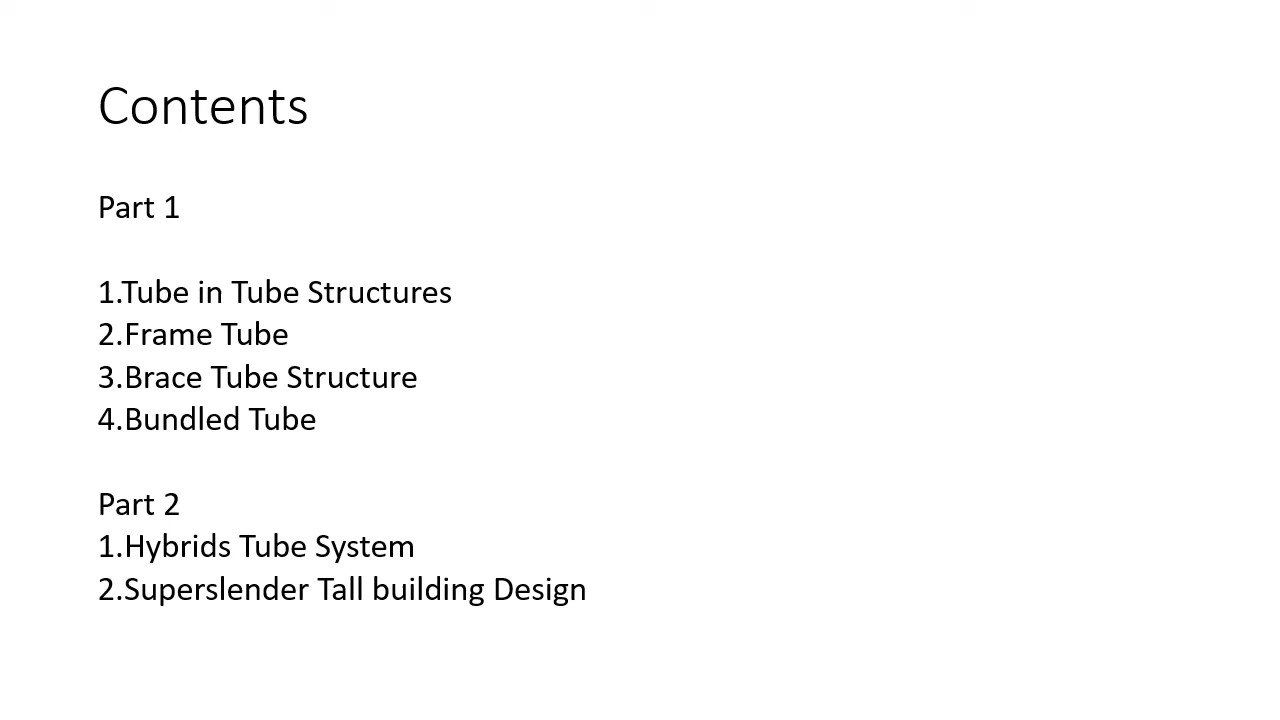 Contents
Part 1
1.Tube in Tube Structures
2.Frame Tube
3.Brace Tube Structure
4.Bundled Tube
Part 2
1.Hybrids Tube System
2.Superslender Tall building Design